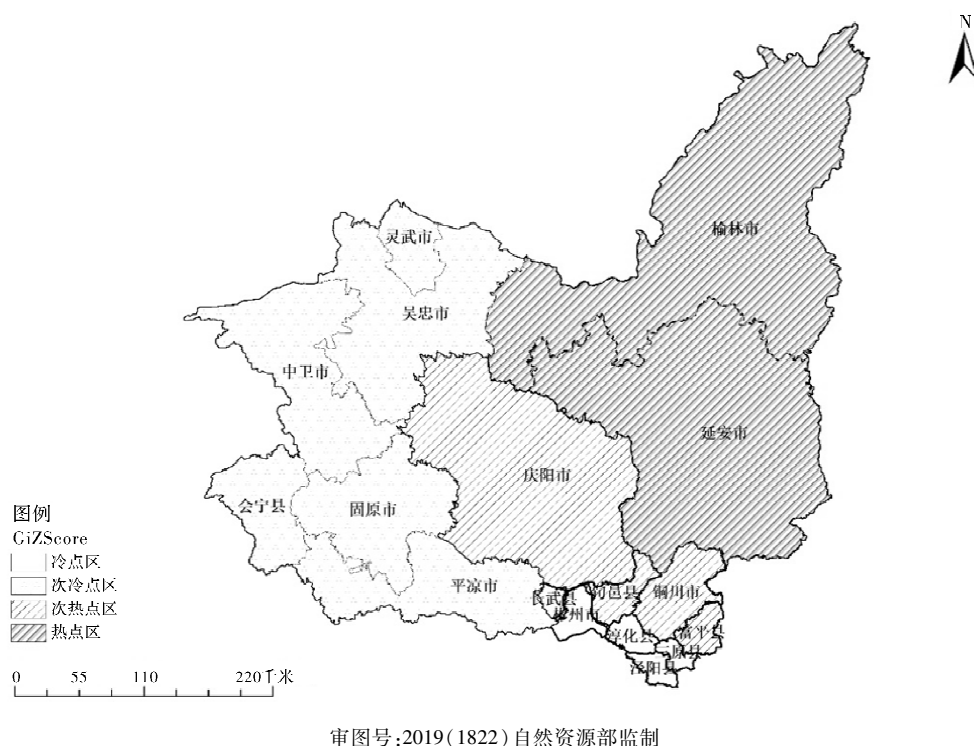 N
榆林市
灵武市
吴忠市
中卫市
延安市
庆阳市
会宁县
固原市
平凉市
长武县
彬州市
旬邑县
铜川市
淳化县
富平县
三原县
泾阳县
图例
GiZScore
冷点区
次冷点区
次热点区
热点区
0 55 110 220千米
审图号:2019(1822)自然资源部监制